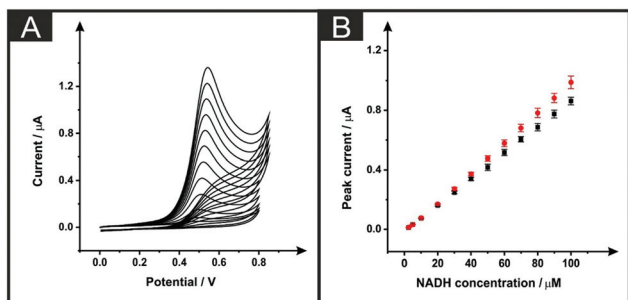 A
Current / µA
1.2
0.8
0.4
0.0
0.0 0.2 0.4 0.6 0.8
Potential / V
B
Peak current / µA
1.2
0.8
0.4
0.0
0 20 40 60 80 100
NADH concentration / µM